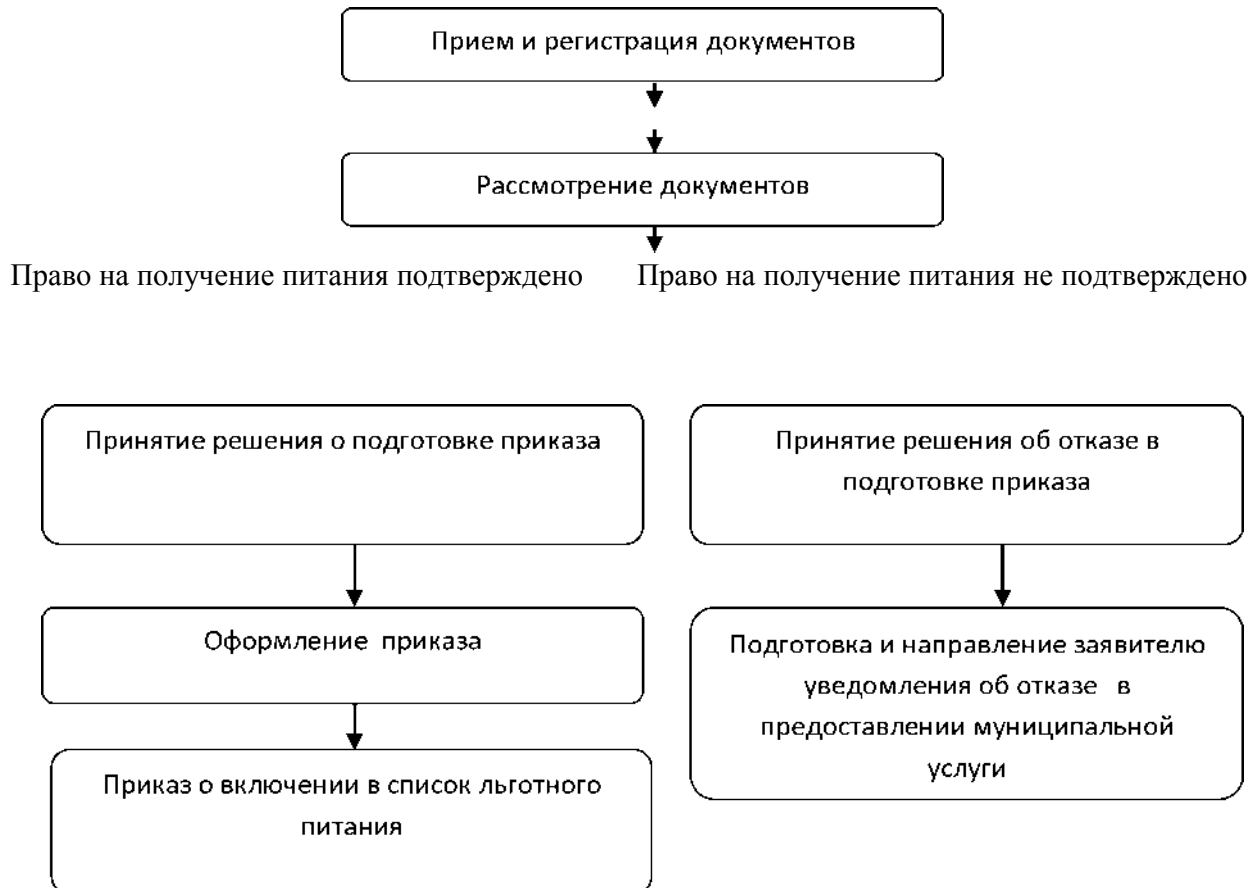 Прием и регистрация документов
Рассмотрение документов
Право на получение питания подтверждено
Право на получение питания не подтверждено
Принятие решения о подготовке приказа
Принятие решения об отказе в
подготовке приказа
Оформление приказа
Подготовка и направление заявителю
уведомления об отказе в
предоставлении муниципальной
услуги
Приказ о включении в список льготного
питания